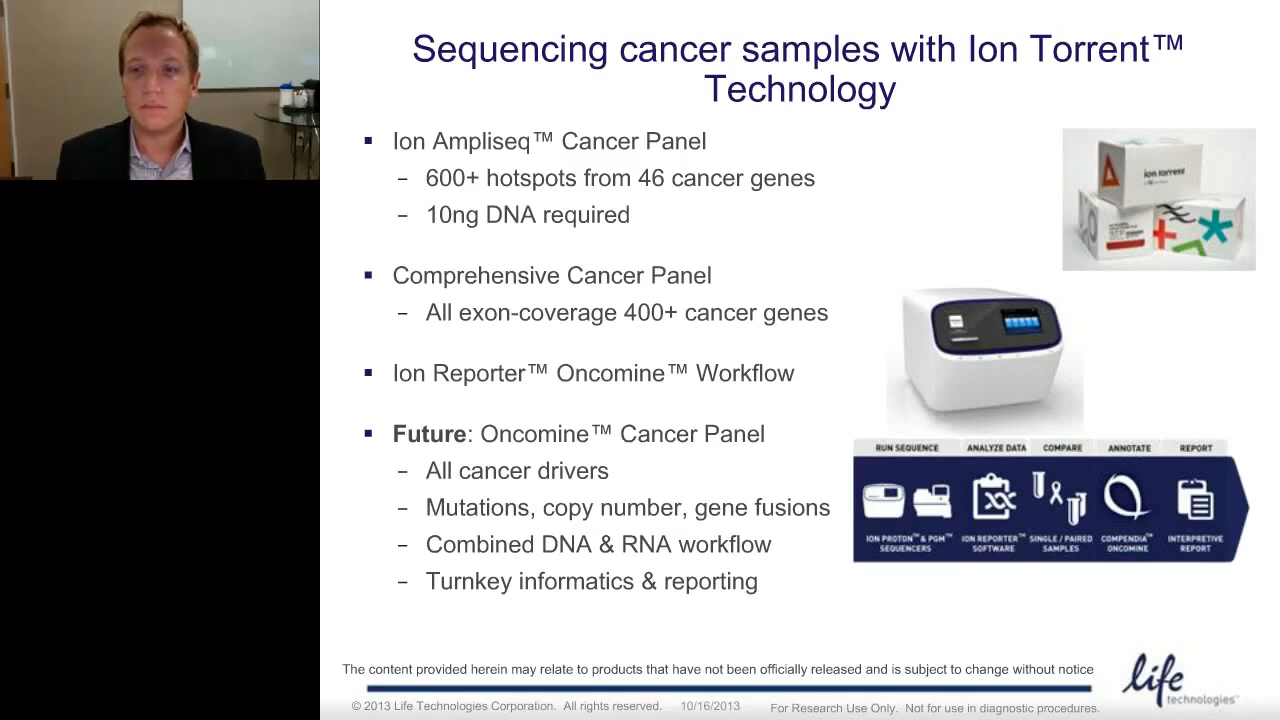 Sequencing cancer samples with Ion Torrent™
Technology
▪ Ion Ampliseq™ Cancer Panel
– 600+ hotspots from 46 cancer genes
– 10ng DNA required
▪ Comprehensive Cancer Panel
– All exon-coverage 400+ cancer genes
▪ Ion Reporter™ Oncomine™ Workflow
▪ Future: Oncomine™ Cancer Panel
– All cancer drivers
– Mutations, copy number, gene fusions
– Combined DNA & RNA workflow
– Turnkey informatics & reporting
ion torrent
RUN SEQUENCE ANALYZE DATA COMPARE ANNOTATE REPORT
ION PROTON™ & PGM™ ION REPORTER™ SINGLE / PAIRED COMPENDIA™ INTERPRETIVE
SEQUENCERS SOFTWARE SAMPLES ONCOMINE REPORT
The content provided herein may relate to products that have not been officially released and is subject to change without notice
life
technologies™
© 2013 Life Technologies Corporation. All rights reserved. 10/16/2013 For Research Use Only. Not for use in diagnostic procedures.